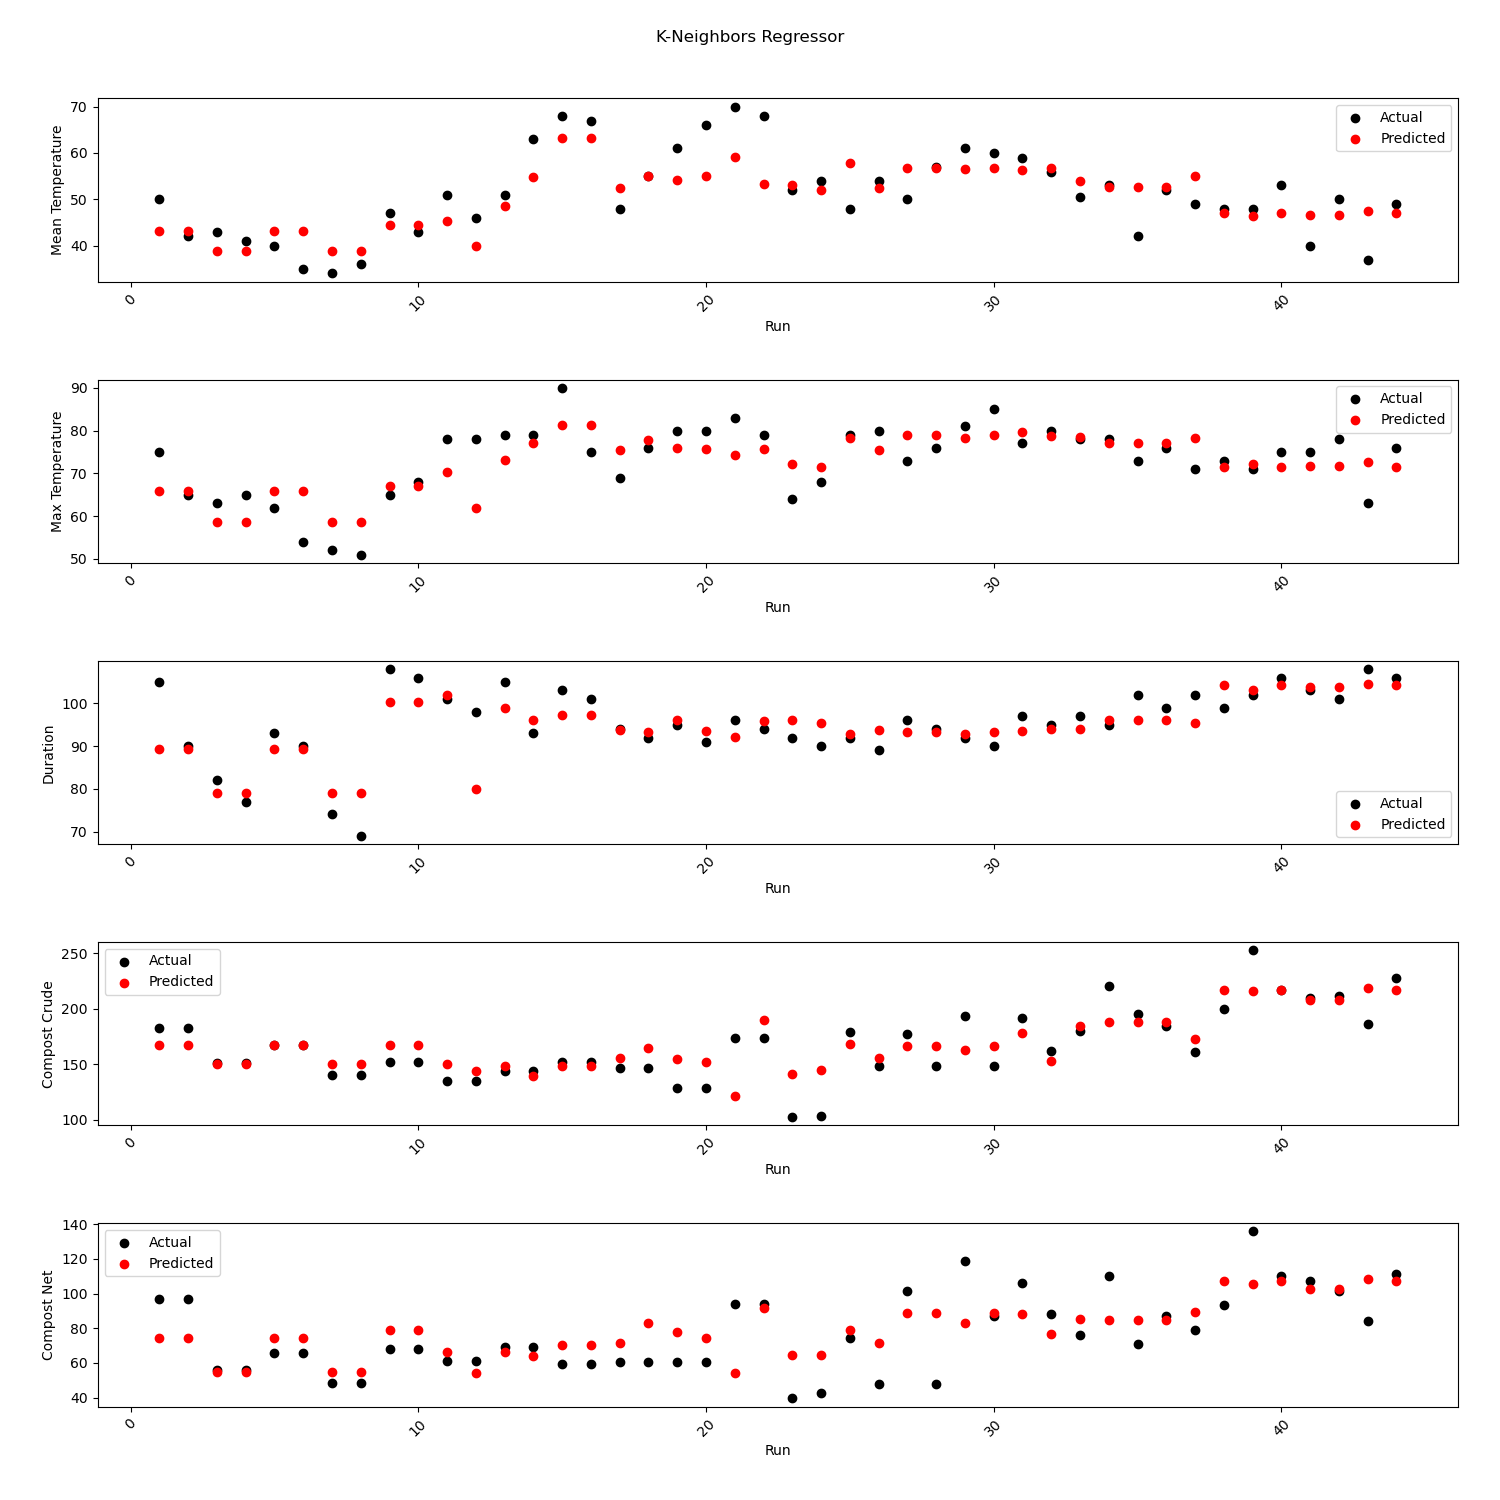 K-Neighbors Regressor
70
60
50
40
Mean Temperature
Actual
Predicted
0 10 20 30 40
Run
90
80
70
60
50
Max Temperature
Actual
Predicted
0 10 20 30 40
Run
100
90
80
70
Duration
Actual
Predicted
0 10 20 30 40
Run
250
200
150
100
Compost Crude
Actual
Predicted
0 10 20 30 40
Run
140
120
100
80
60
40
Compost Net
Actual
Predicted
0 10 20 30 40
Run